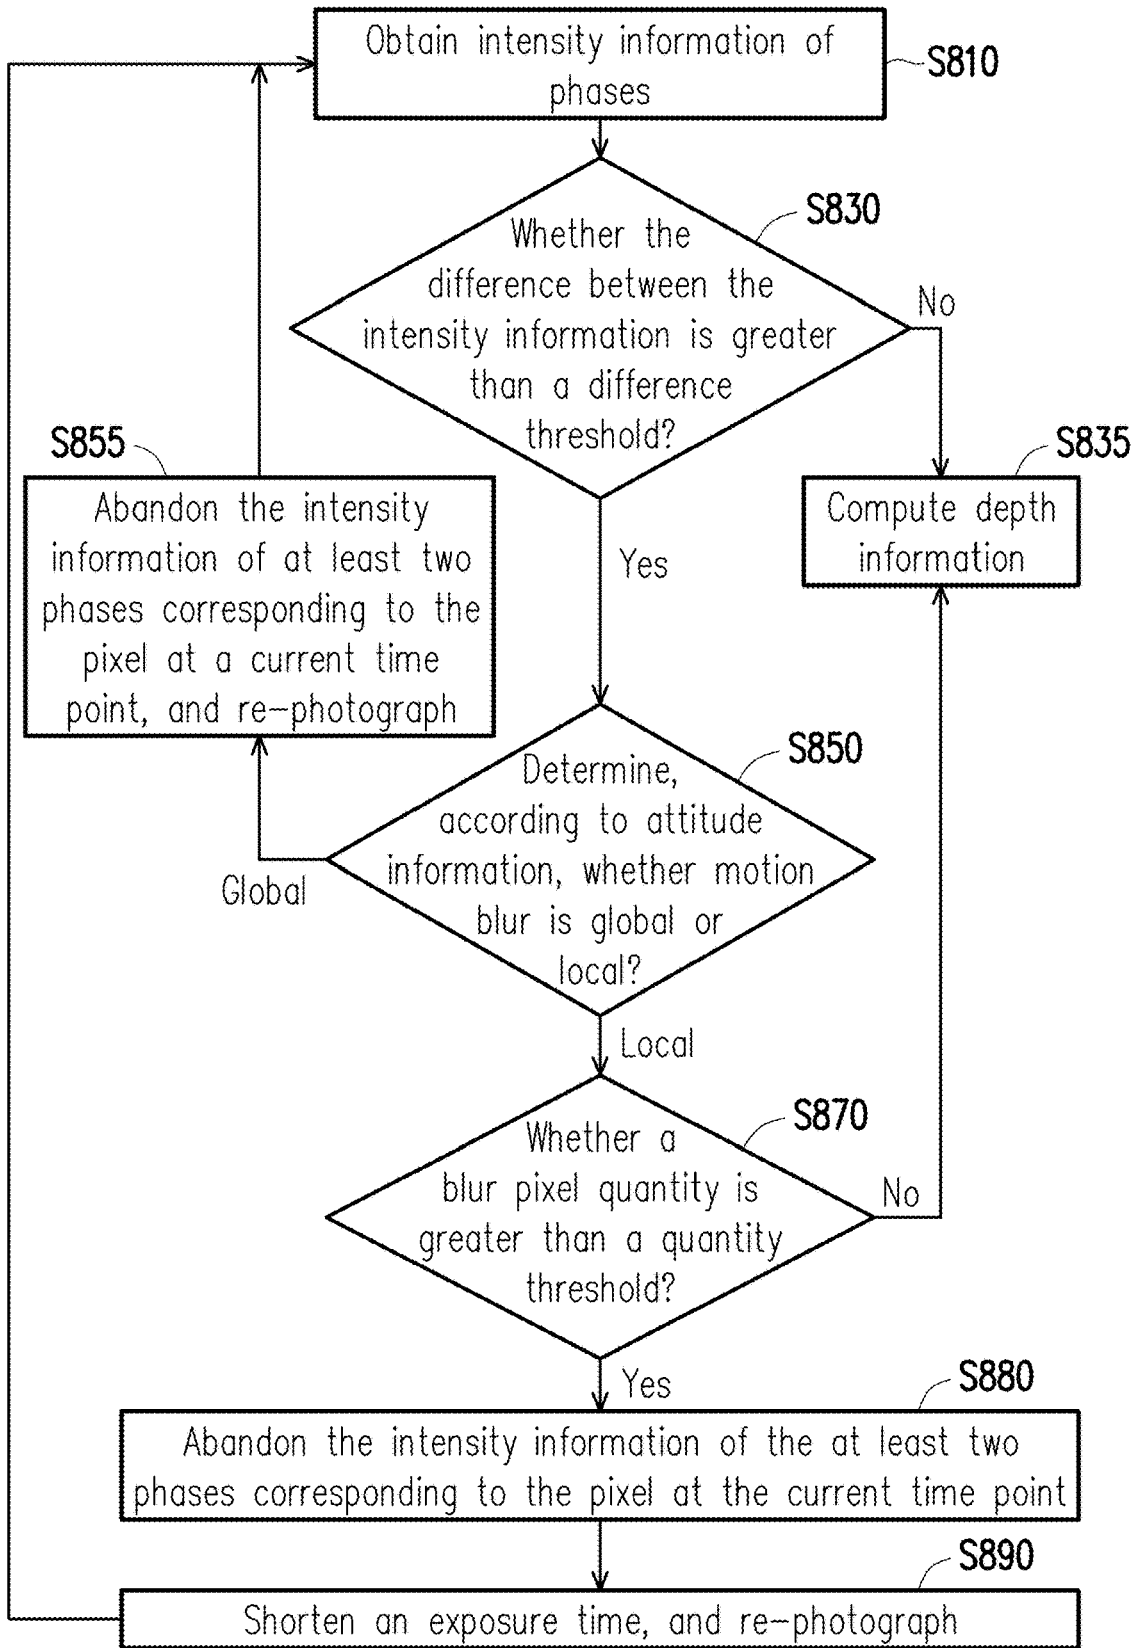 Obtain intensity information of
phases
S810
Whether the
difference between the
intensity information is greater
than a difference
threshold?
S830
No
Yes
S855
Abandon the intensity
information of at least two
phases corresponding to the
pixel at a current time
point, and re-photograph
S835
Compute depth
information
Determine,
according to attitude
information, whether motion
blur is global or
local?
S850
Global
Local
Whether a
blur pixel quantity is
greater than a quantity
threshold?
S870
No
Yes
S880
Abandon the intensity information of the at least two
phases corresponding to the pixel at the current time point
S890
Shorten an exposure time, and re-photograph